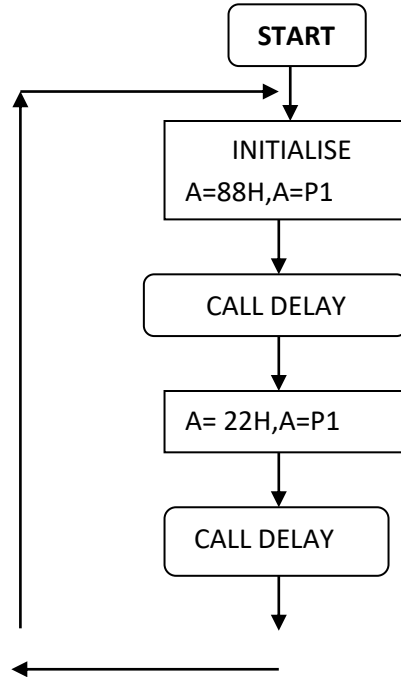 START
INITIALISE
A=88H,A=P1
CALL DELAY
A= 22H,A=P1
CALL DELAY